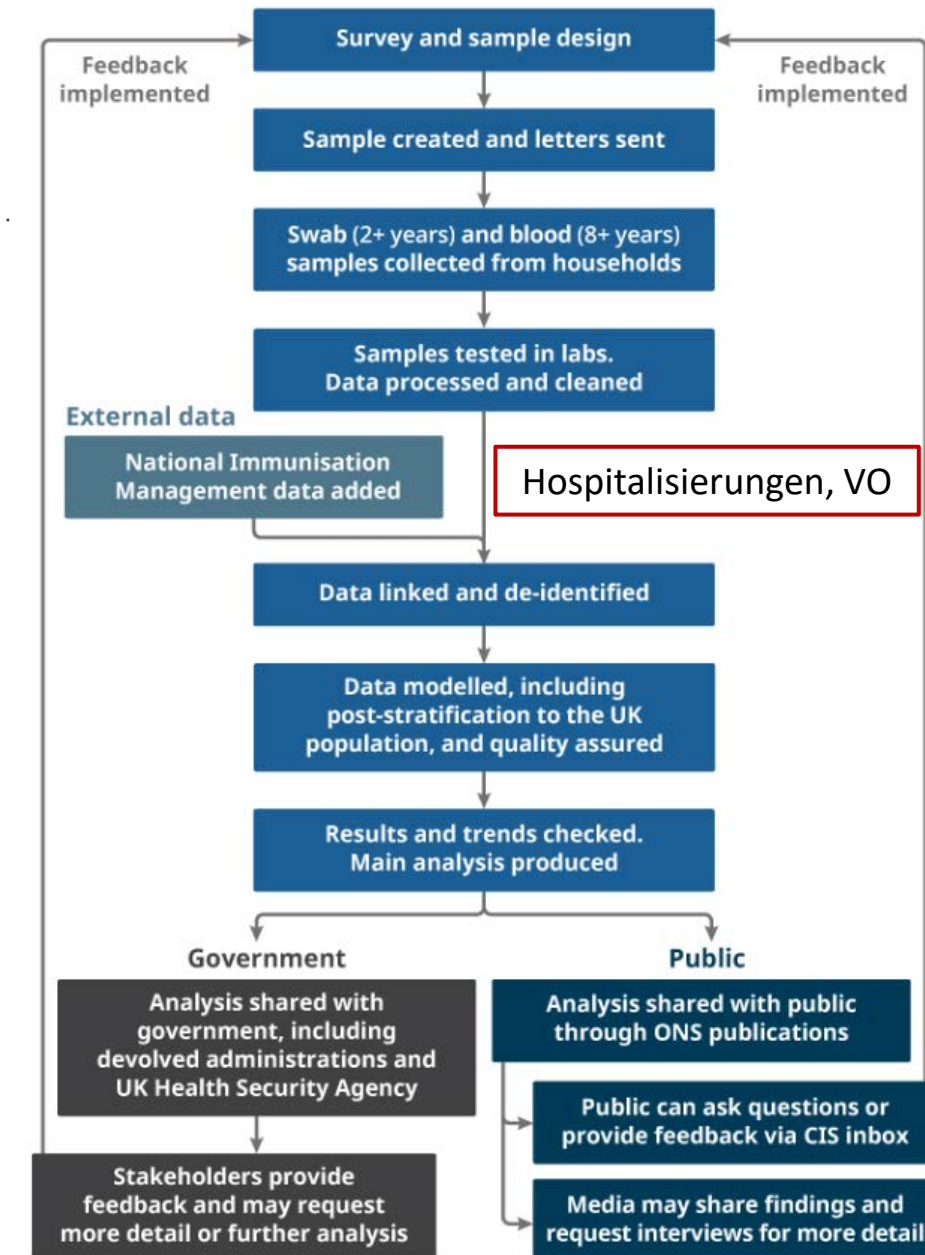 Survey and sample design
Feedback
implemented
Feedback
implemented
Sample created and letters sent
Swab (2+ years) and blood (8+ years)
samples collected from households
Samples tested in labs.
Data processed and cleaned
External data
National Immunisation
Management data added
Hospitalisierungen, VO
Data linked and de-identified
Data modelled, including
post-stratification to the UK
population, and quality assured
Results and trends checked.
Main analysis produced
Government
Analysis shared with
government, including
devolved administrations and
UK Health Security Agency
Stakeholders provide
feedback and may request
more detail or further analysis
Public
Analysis shared with public
through ONS publications
Public can ask questions or
provide feedback via CIS inbox
Media may share findings and
request interviews for more detail